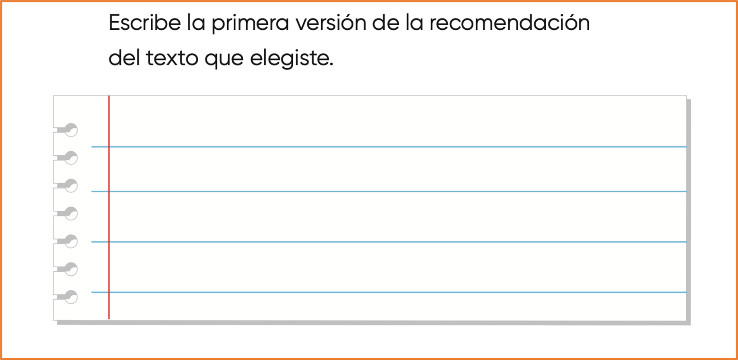 Escribe la primera versión de la recomendación
del texto que elegiste.